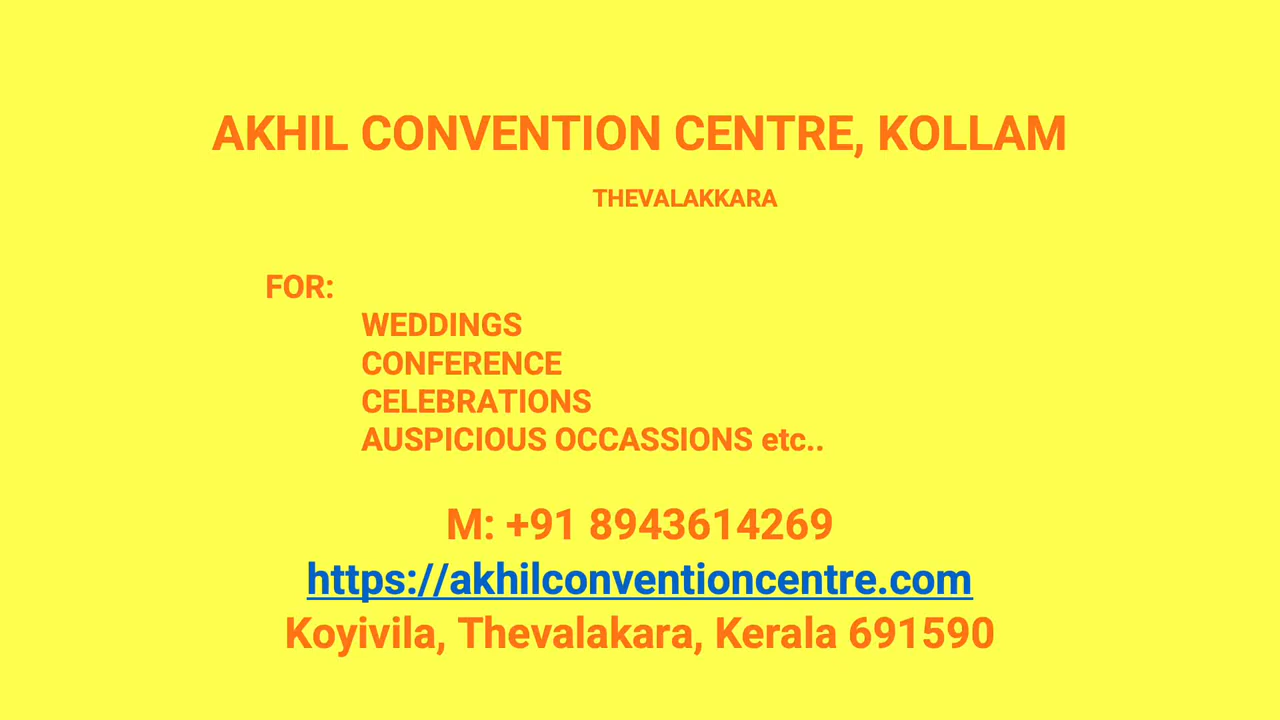 AKHIL CONVENTION CENTRE, KOLLAM
THEVALAKKARA
FOR:
WEDDINGS
CONFERENCE
CELEBRATIONS
AUSPICIOUS OCCASSIONS etc..
M: +91 8943614269
https://akhilconventioncentre.com
Koyivila, Thevalakara, Kerala 691590